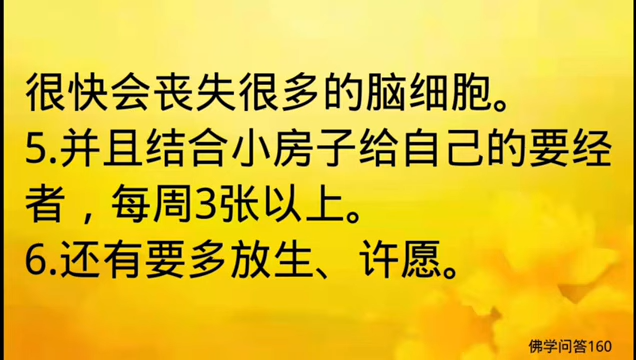 很快会丧失很多的脑细胞。
5.并且结合小房子给自己的要经
者，每周3张以上。
6.还有要多放生、许愿。
佛学问答160